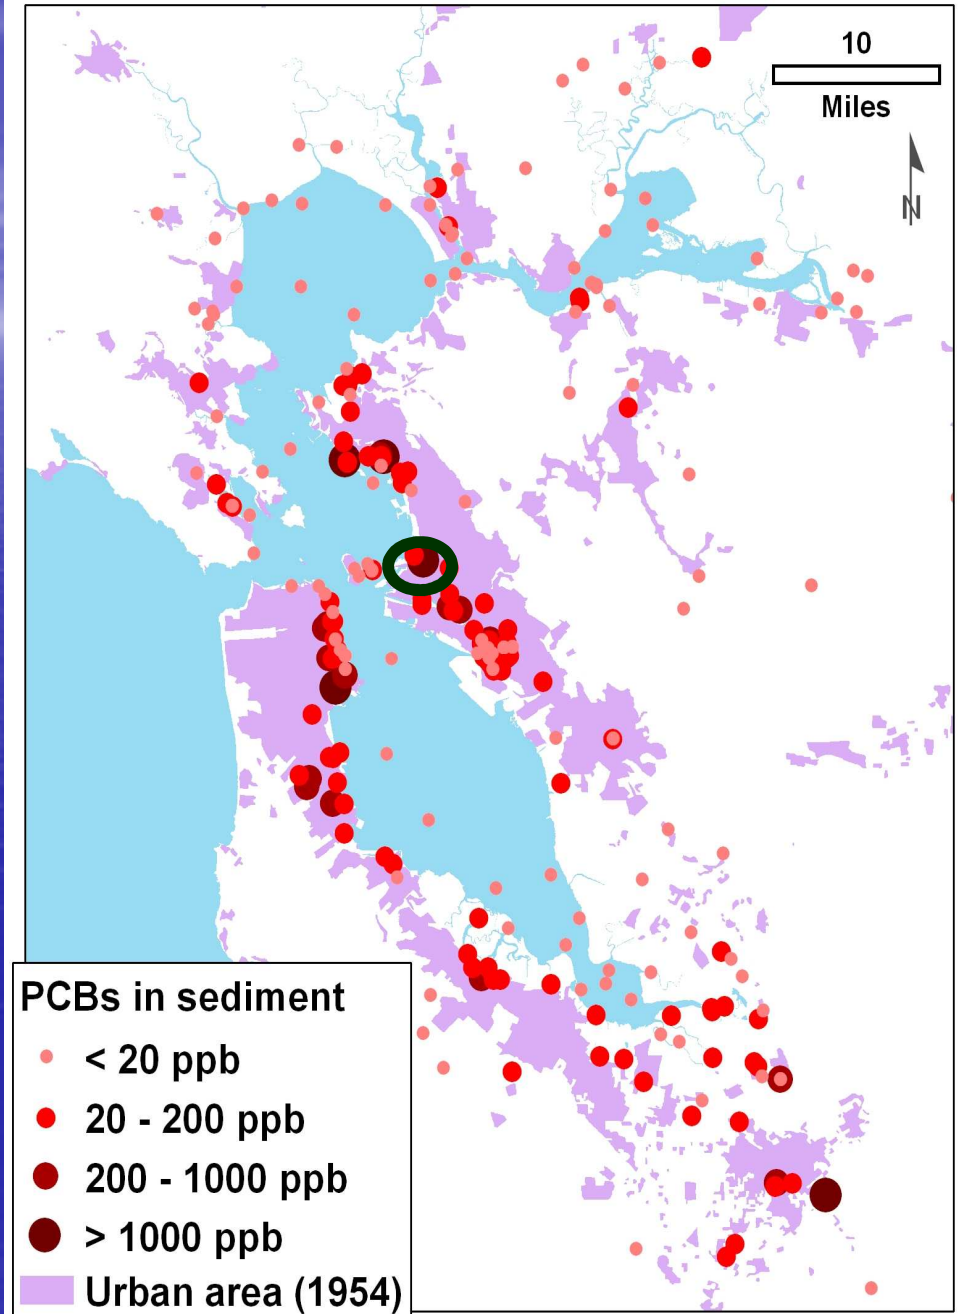 10
Miles
N
PCBs in sediment
< 20 ppb
20 - 200 ppb
200 - 1000 ppb
> 1000 ppb
Urban area (1954)